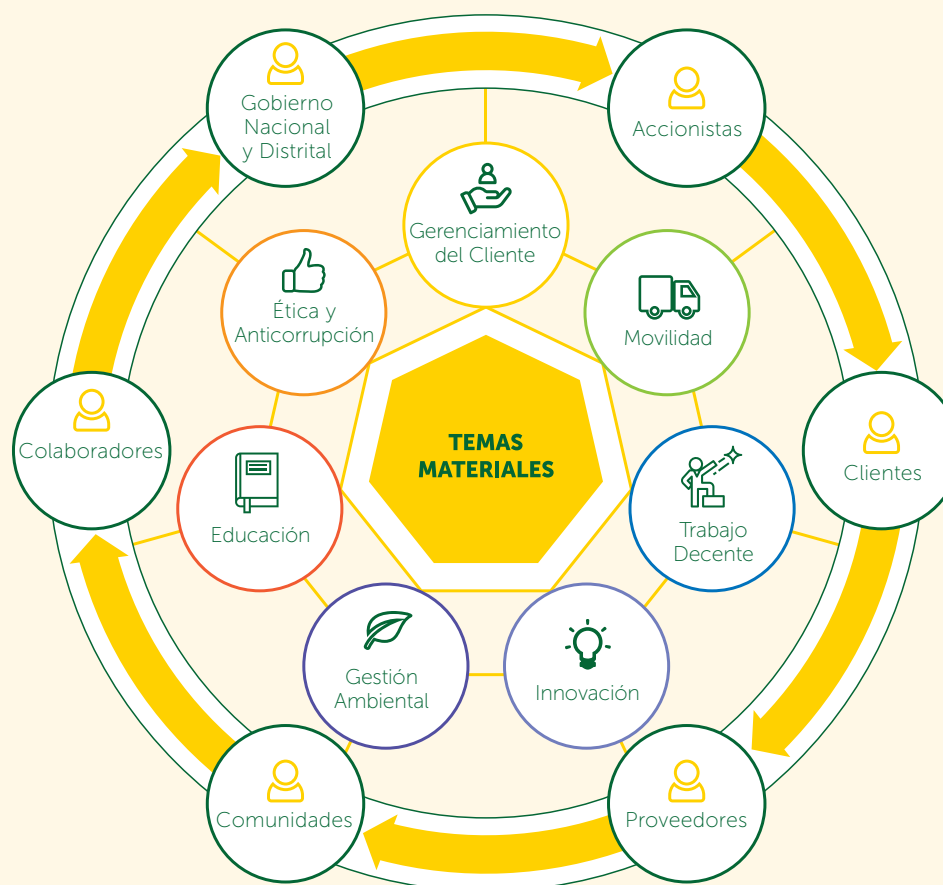 Gobierno
Nacional
y Distrital
Accionistas
Gerenciamiento
del Cliente
Ética y
Anticorrupción
Movilidad
TEMAS
MATERIALES
Colaboradores
Clientes
Educación
Trabajo
Decente
Gestión
Ambiental
Innovación
Comunidades
Proveedores